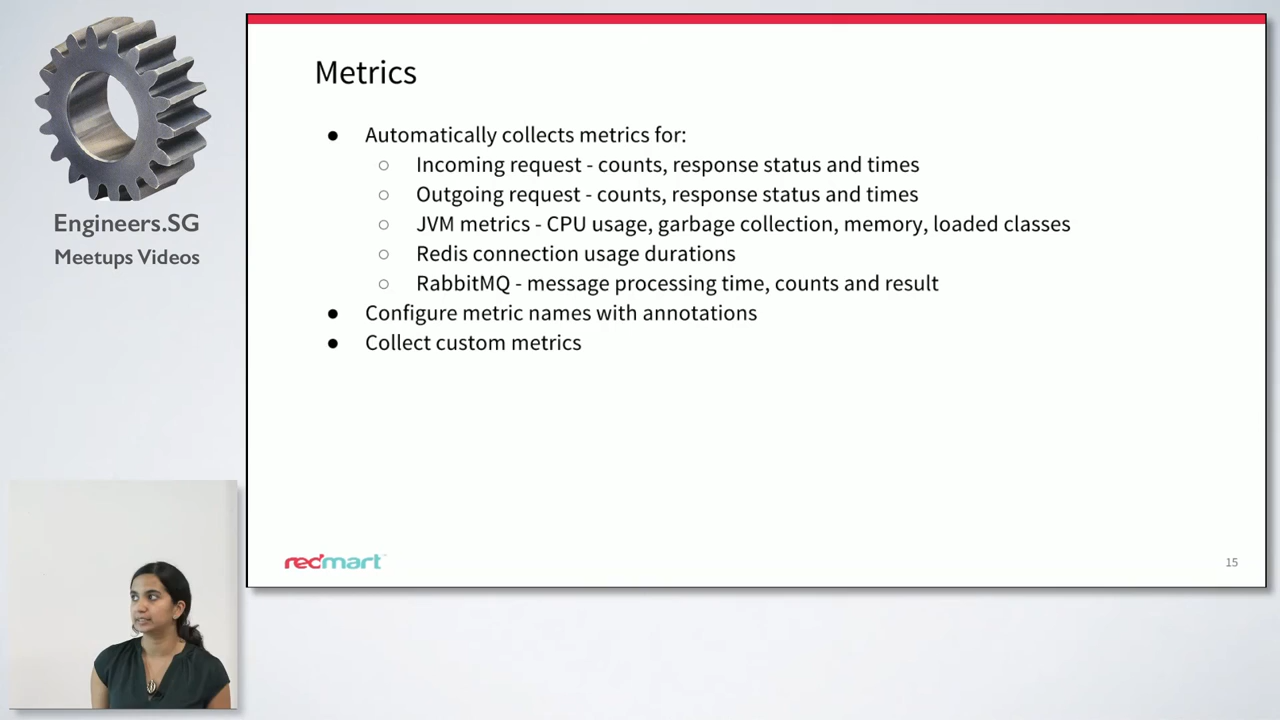 Engineers.SG
Meetups Videos
Metrics
● Automatically collects metrics for:
○ Incoming request - counts, response status and times
○ Outgoing request - counts, response status and times
○ JVM metrics - CPU usage, garbage collection, memory, loaded classes
○ Redis connection usage durations
○ RabbitMQ - message processing time, counts and result
● Configure metric names with annotations
● Collect custom metrics
redmart
15